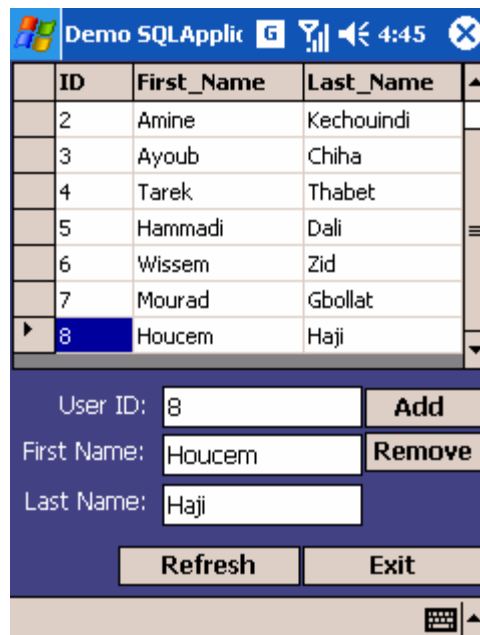 Demo SQLApplic G 4:45
ID First_Name Last_Name
2 Amine Kechouindi
3 Ayoub Chiha
4 Tarek Thabet
5 Hammadi Dali
6 Wissem Zid
7 Mourad Gbollat
8 Houcem Haji
User ID: 8 Add
First Name: Houcem Remove
Last Name: Haji
Refresh Exit